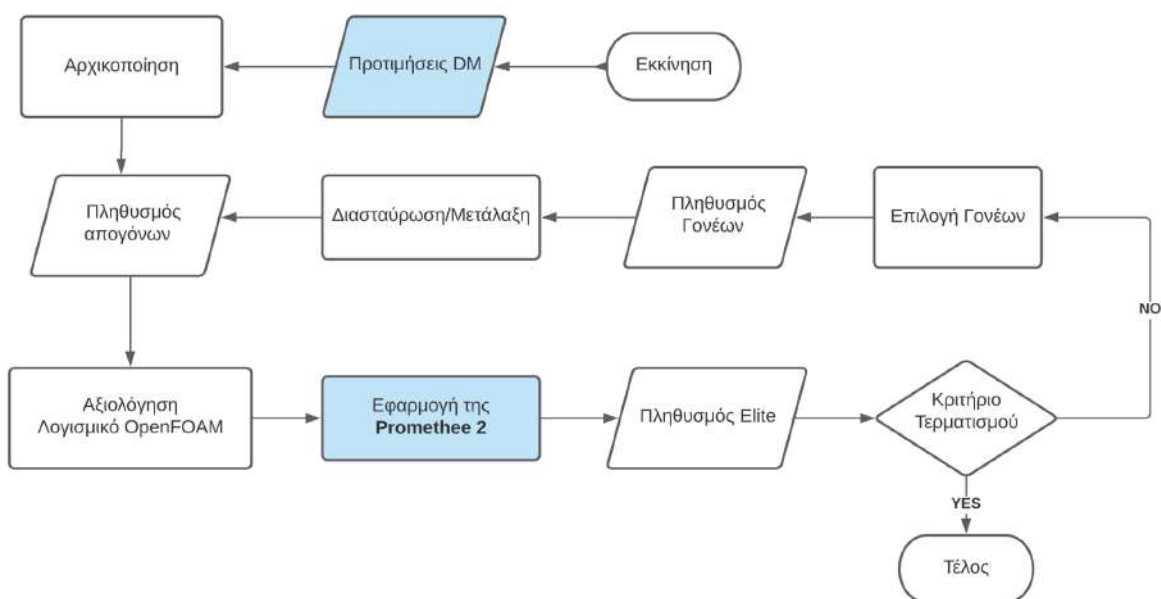 Αρχικοποίηση
Προτιμήσεις DM
Εκκίνηση
Πληθυσμός
απογόνων
Διασταύρωση/Μετάλαξη
Πληθυσμός
Γονέων
Επιλογή Γονέων
NO
Αξιολόγηση
Λογισμικό OpenFOAM
Εφαρμογή της
Promethee 2
Πληθυσμός Elite
Κριτήριο
Τερματισμού
YES
Τέλος